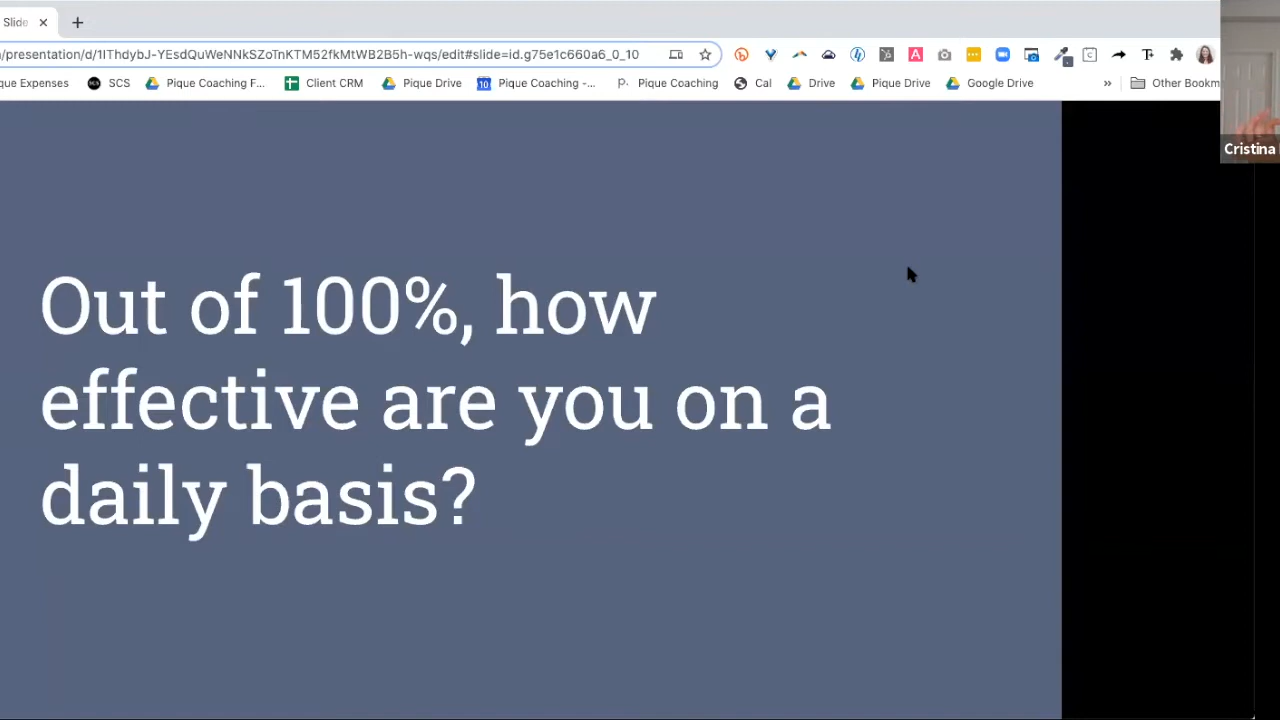 Slide
/presentation/d/1IThdybJ-YEsdQuWeNNkSZoTnKTM52fkMtWB2B5h-wqs/edit#slide=id.g75e1c660a6_0_10
que Expenses SCS Pique Coaching F... Client CRM Pique Drive Pique Coaching -... Pique Coaching Cal Drive Pique Drive Google Drive » Other Bookm
Cristina
Out of 100%, how
effective are you on a
daily basis?